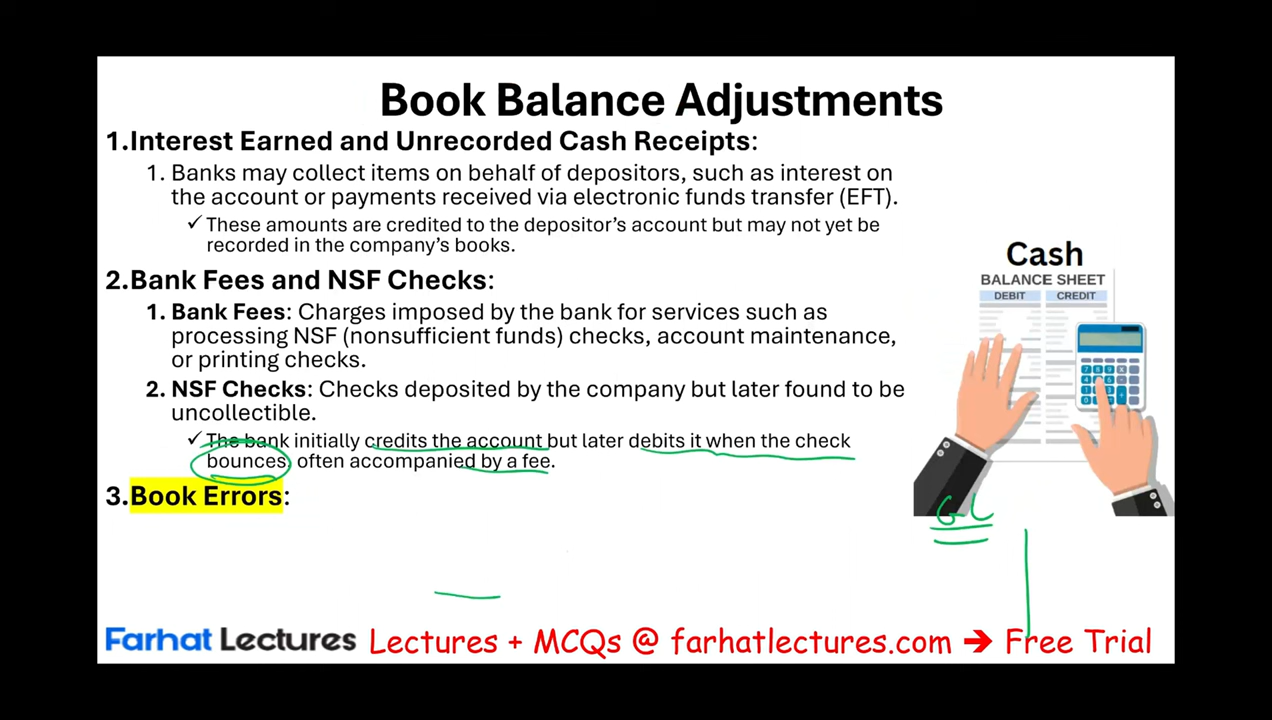 Book Balance Adjustments
1.Interest Earned and Unrecorded Cash Receipts:
1. Banks may collect items on behalf of depositors, such as interest on
the account or payments received via electronic funds transfer (EFT).
✓These amounts are credited to the depositor's account but may not yet be
recorded in the company's books.
2.Bank Fees and NSF Checks:
1. Bank Fees: Charges imposed by the bank for services such as
processing NSF (nonsufficient funds) checks, account maintenance,
or printing checks.
2. NSF Checks: Checks deposited by the company but later found to be
uncollectible.
✓The bank initially credits the account but later debits it when the check
bounces, often accompanied by a fee.
3.Book Errors:
Cash
BALANCE SHEET
DEBIT CREDIT
7 8 9 X
GL
Farhat Lectures Lectures + MCQs @ farhatlectures.com → Free Trial